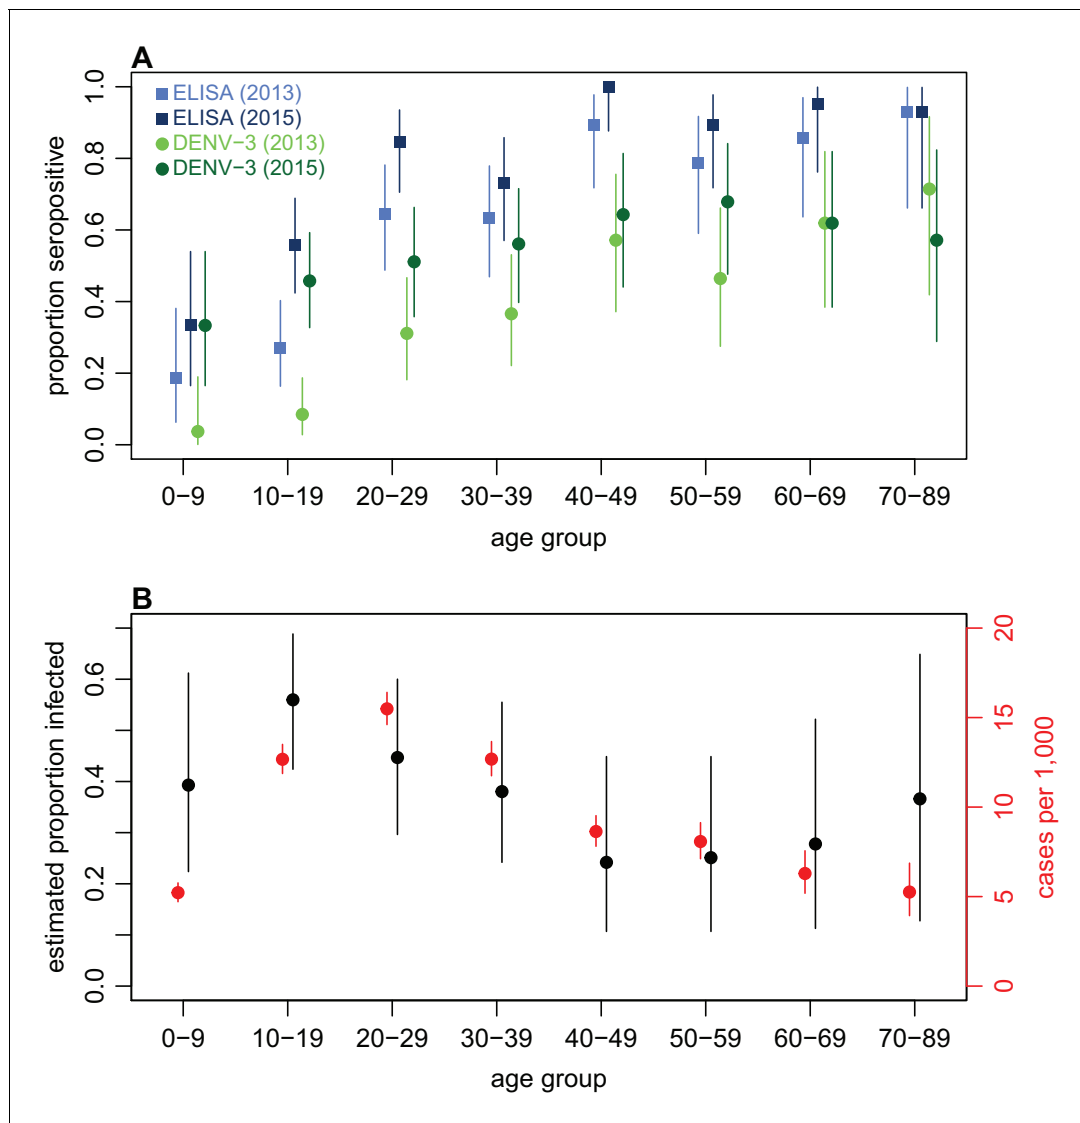 A
1.0
0.8
0.6
0.4
0.2
0.0
proportion seropositive
ELISA (2013)
ELISA (2015)
DENV−3 (2013)
DENV−3 (2015)
0−9 10−19 20−29 30−39 40−49 50−59 60−69 70−89
age group
B
0.6
0.4
0.2
0.0
estimated proportion infected
20
15
10
5
0
cases per 1,000
0−9 10−19 20−29 30−39 40−49 50−59 60−69 70−89
age group